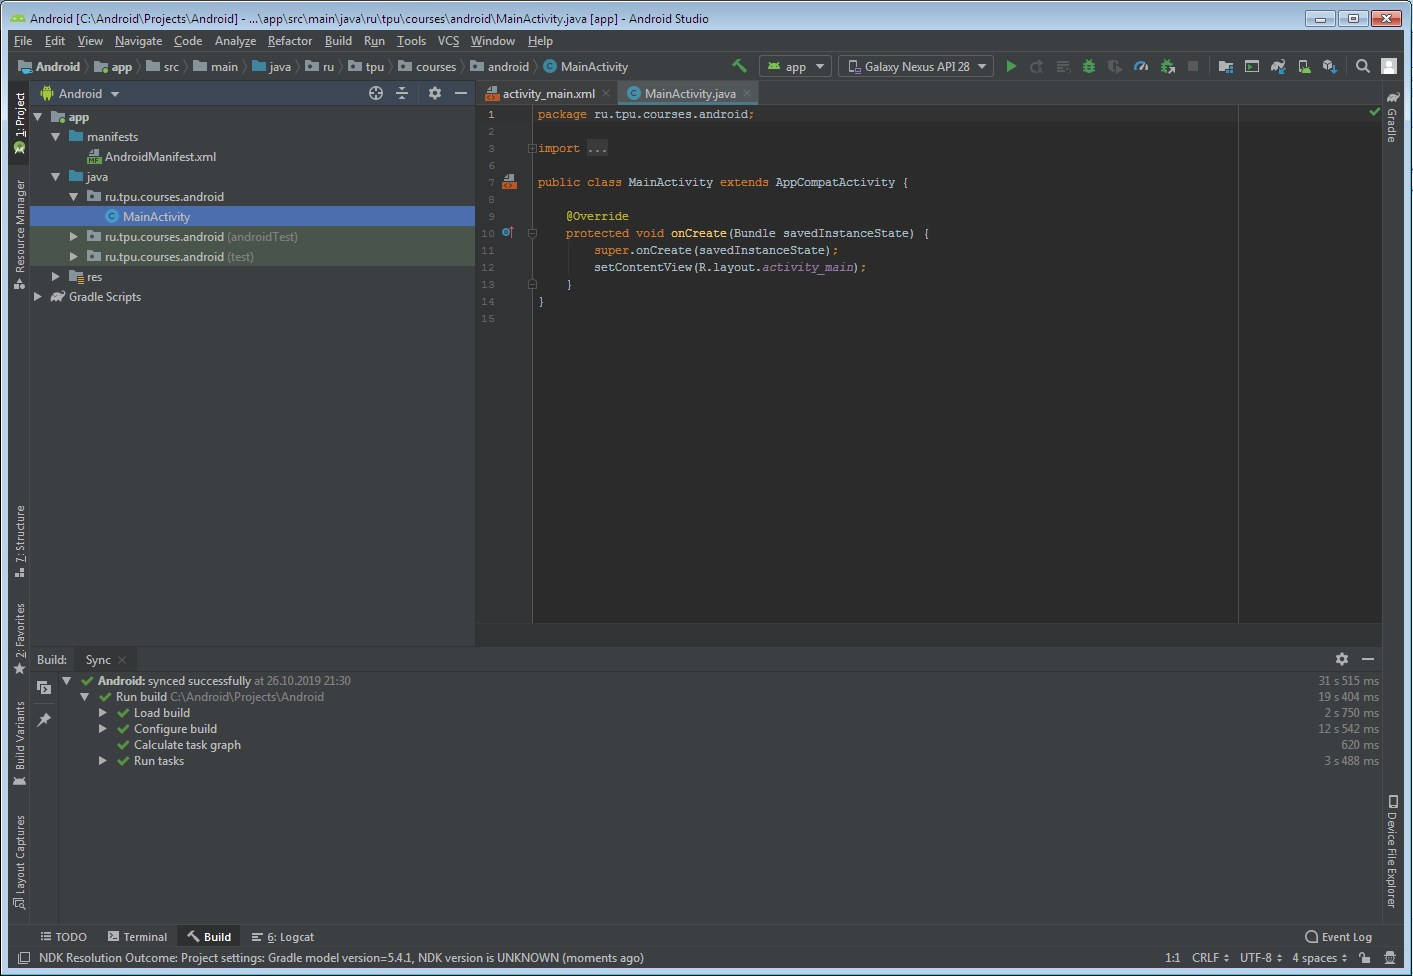 Android [C:\Android\Projects\Android] - ...\app\src\main\java\ru\tpu\courses\android\MainActivity.java [app] - Android Studio
File Edit View Navigate Code Analyze Refactor Build Run Tools VCS Window Help
Android app src main java ru tpu courses android MainActivity app Galaxy Nexus API 28
1: Project
Resource Manager
7: Structure
2: Favorites
Build Variants
Layout Captures
Android
app
manifests
AndroidManifest.xml
java
ru.tpu.courses.android
MainActivity
ru.tpu.courses.android (androidTest)
ru.tpu.courses.android (test)
res
Gradle Scripts
activity_main.xml MainActivity.java
1 package ru.tpu.courses.android;
2
3 import ...
6
7 public class MainActivity extends AppCompatActivity {
8
9 @Override
10 protected void onCreate(Bundle savedInstanceState) {
11 super.onCreate(savedInstanceState);
12 setContentView(R.layout.activity_main);
13 }
14 }
15
Gradle
Device File Explorer
Build: Sync
Android: synced successfully at 26.10.2019 21:30 31 s 515 ms
Run build C:\Android\Projects\Android 19 s 404 ms
Load build 2 s 750 ms
Configure build 12 s 542 ms
Calculate task graph 620 ms
Run tasks 3 s 488 ms
TODO Terminal Build 6: Logcat Event Log
NDK Resolution Outcome: Project settings: Gradle model version=5.4.1, NDK version is UNKNOWN (moments ago) 1:1 CRLF UTF-8 4 spaces